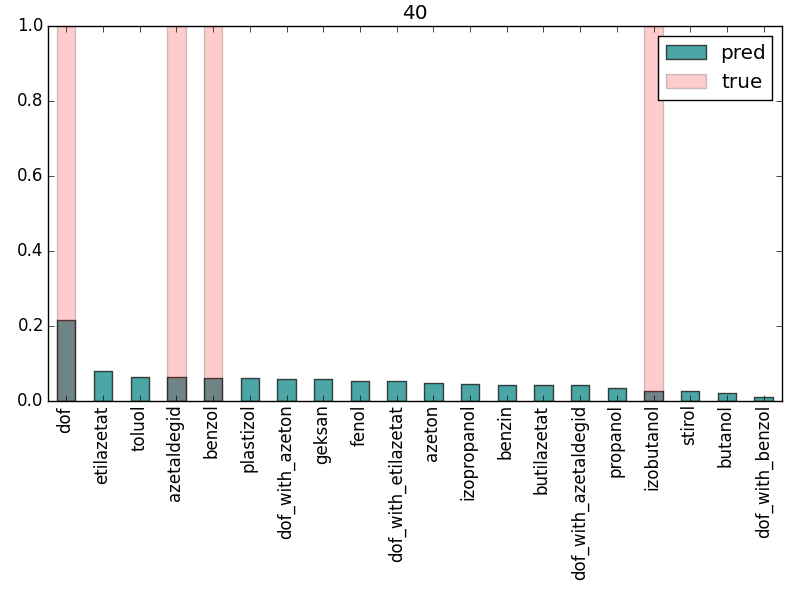 40
1.0
0.8
0.6
0.4
0.2
0.0
pred
true
dof
etilazetat
toluol
azetaldegid
benzol
plastizol
dof_with_azeton
geksan
fenol
dof_with_etilazetat
azeton
izopropanol
benzin
butilazetat
dof_with_azetaldegid
propanol
izobutanol
stirol
butanol
dof_with_benzol